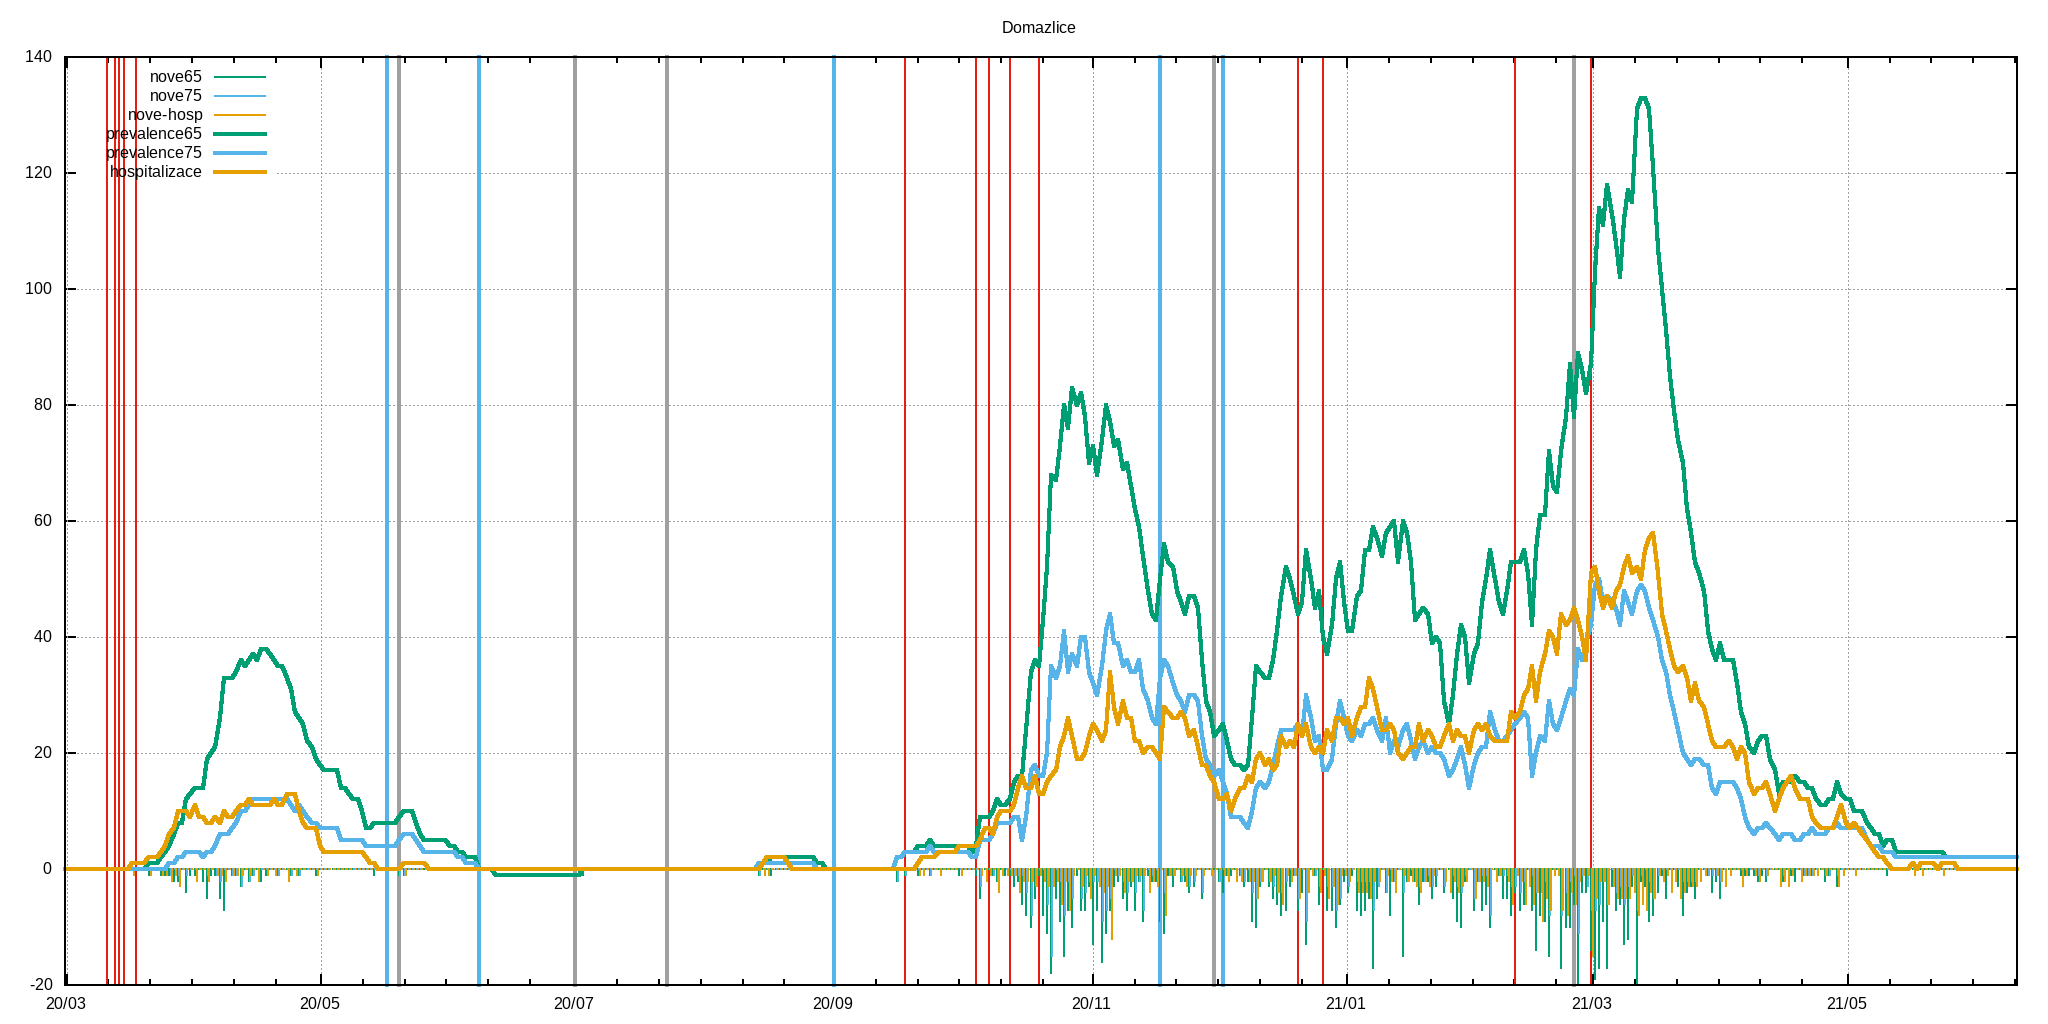 Domazlice
140
120
100
80
60
40
20
0
-20
nove65
nove75
nove-hosp
prevalence65
prevalence75
hospitalizace
20/03 20/05 20/07 20/09 20/11 21/01 21/03 21/05